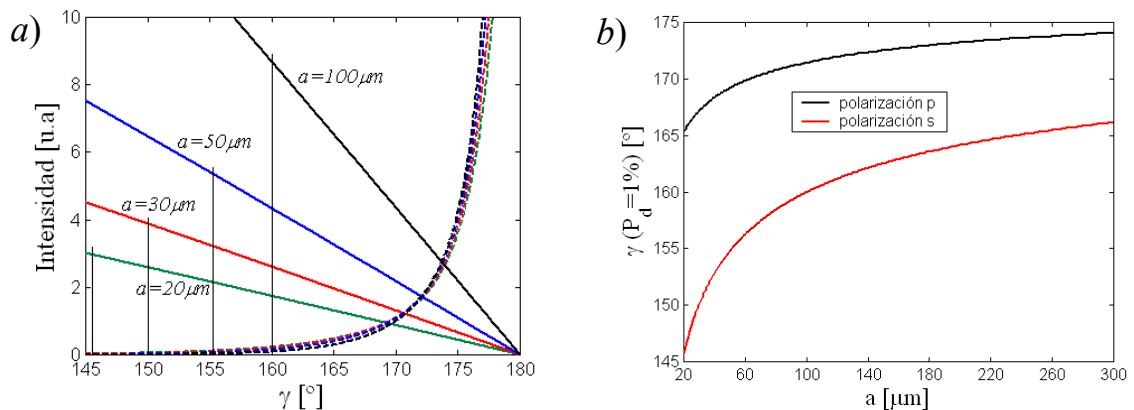 a)
Intensidad [u.a]
10
8
6
4
2
0
a=100μm
a=50μm
a=30μm
a=20μm
145 150 155 160 165 170 175 180
γ [°]
b)
γ (P_d=1%) [°]
175
170
165
160
155
150
145
polarización p
polarización s
20 60 100 140 180 220 260 300
a [μm]